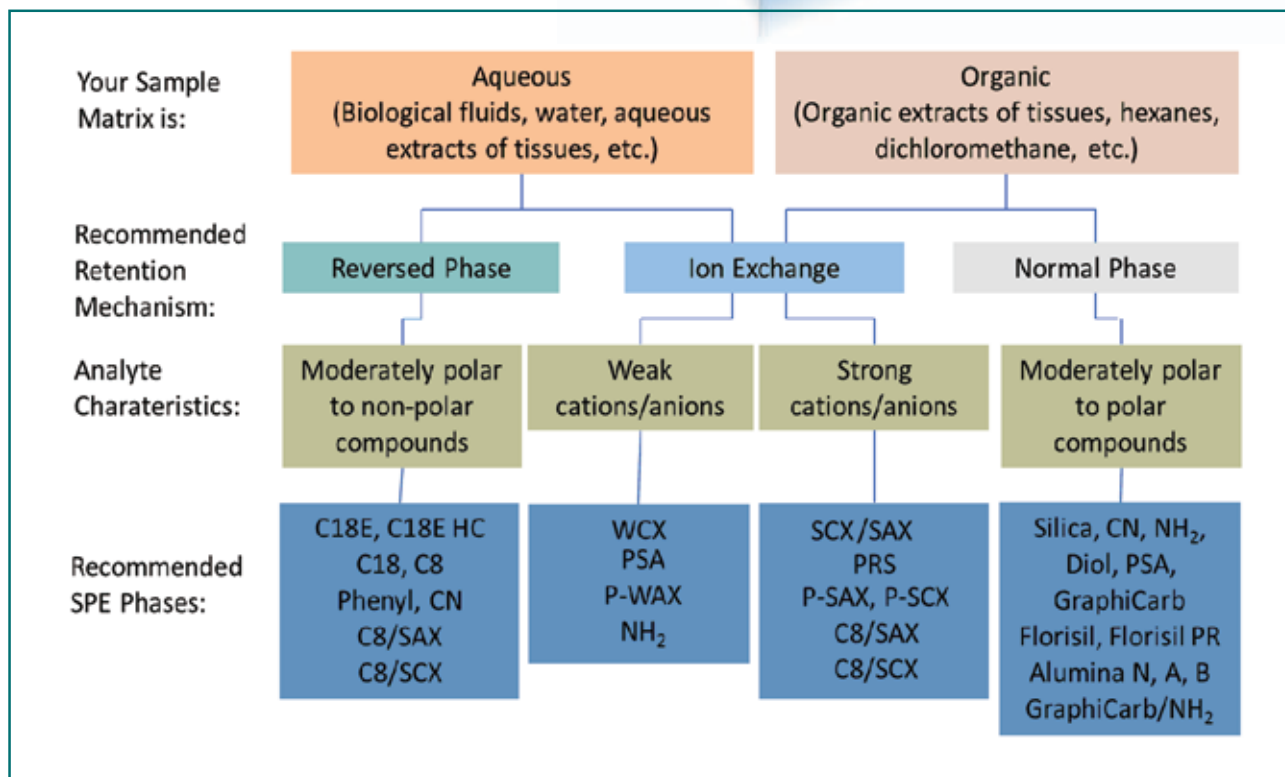 Your Sample
Matrix is:
Aqueous
(Biological fluids, water, aqueous
extracts of tissues, etc.)
Organic
(Organic extracts of tissues, hexanes,
dichloromethane, etc.)
Recommended
Retention
Mechanism:
Reversed Phase
Ion Exchange
Normal Phase
Analyte
Charateristics:
Moderately polar
to non-polar
compounds
Weak
cations/anions
Strong
cations/anions
Moderately polar
to polar
compounds
Recommended
SPE Phases:
C18E, C18E HC
C18, C8
Phenyl, CN
C8/SAX
C8/SCX
WCX
PSA
P-WAX
NH₂
SCX/SAX
PRS
P-SAX, P-SCX
C8/SAX
C8/SCX
Silica, CN, NH₂,
Diol, PSA,
GraphiCarb
Florisil, Florisil PR
Alumina N, A, B
GraphiCarb/NH₂